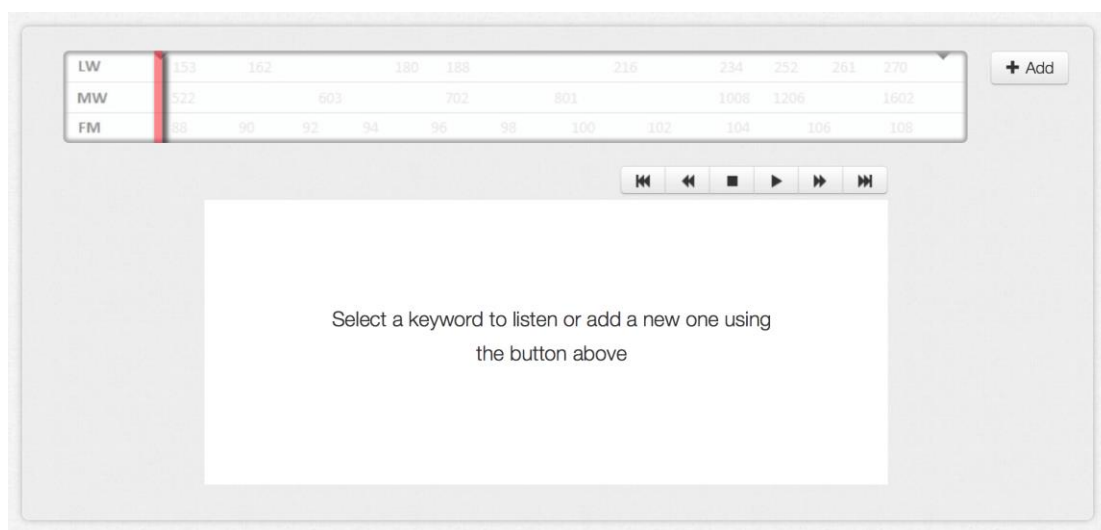 LW 153 162 180 188 216 234 252 261 270
+ Add
MW 522 603 702 801 1008 1206 1602
FM 88 90 92 94 96 98 100 102 104 106 108
Select a keyword to listen or add a new one using
the button above